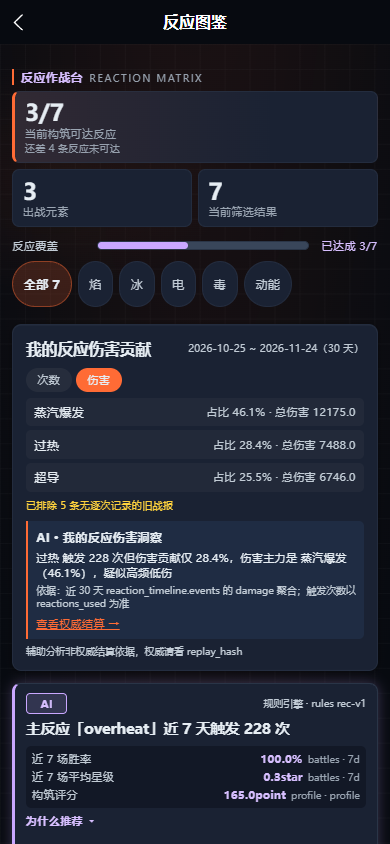 反应图鉴
反应作战台 REACTION MATRIX
3/7
当前构筑可达反应
还差 4 条反应未可达
3
出战元素
7
当前筛选结果
反应覆盖 已达成 3/7
全部 7 焰 冰 电 毒 动能
我的反应伤害贡献 2026-10-25 ~ 2026-11-24（30 天）
次数 伤害
蒸汽爆发 占比 46.1% · 总伤害 12175.0
过热 占比 28.4% · 总伤害 7488.0
超导 占比 25.5% · 总伤害 6746.0
已排除 5 条无逐次记录的旧战报
AI · 我的反应伤害洞察
过热 触发 228 次但伤害贡献仅 28.4%，伤害主力是 蒸汽爆发
（46.1%），疑似高频低伤
依据：近 30 天 reaction_timeline.events 的 damage 聚合；触发次数以
reactions_used 为准
查看权威结算 →
辅助分析非权威结算依据，权威请看 replay_hash
AI 规则引擎 · rules rec-v1
主反应「overheat」近 7 天触发 228 次
近 7 场胜率 100.0% battles · 7d
近 7 场平均星级 0.3star battles · 7d
构筑评分 165.0point profile · profile
为什么推荐